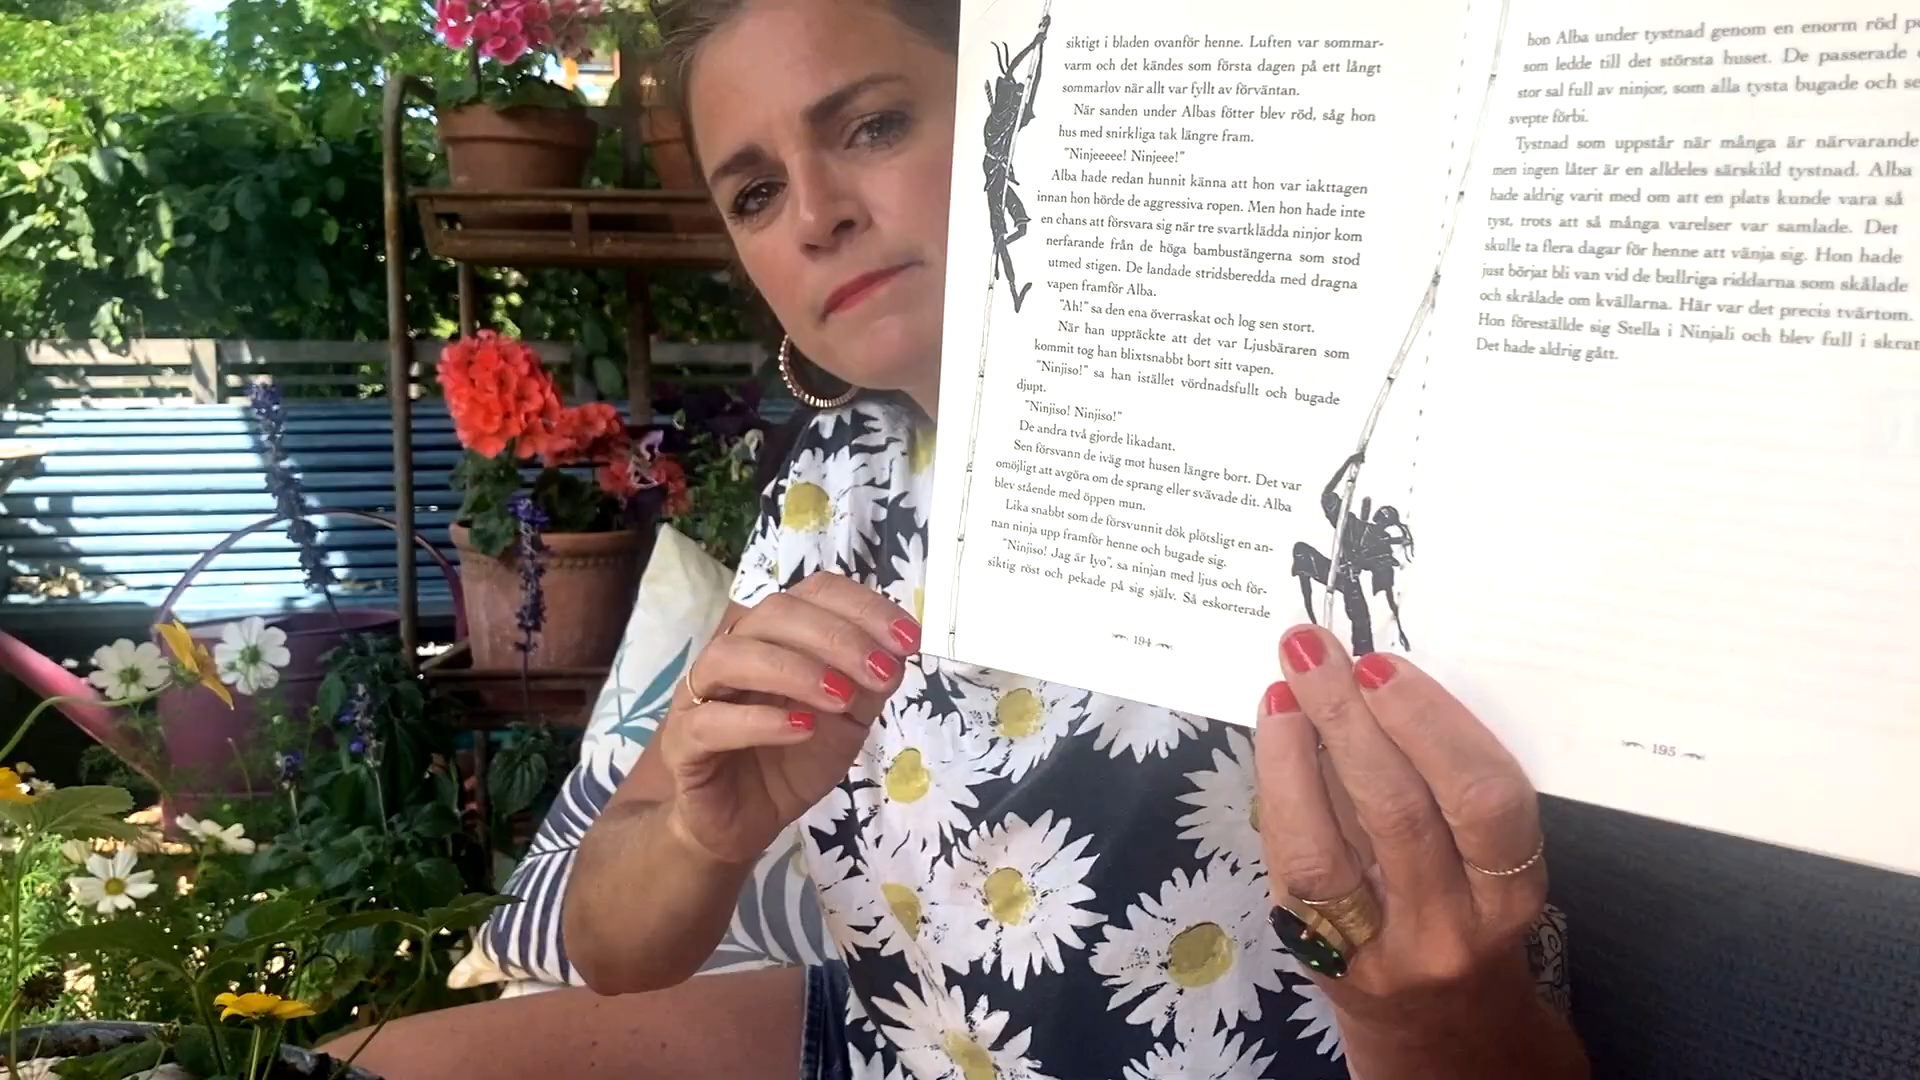 siktigt i bladen ovanför henne. Luften var sommar-
varm och det kändes som första dagen på ett långt
sommarlov när allt var fyllt av förväntan.
När sanden under Albas fötter blev röd, såg hon
hus med snirkliga tak längre fram.
"Ninjeeeee! Ninjeee!"
Alba hade redan hunnit känna att hon var iakttagen
innan hon hörde de aggressiva ropen. Men hon hade inte
en chans att försvara sig när tre svartklädda ninjor kom
nerfarande från de höga bambustängerna som stod
utmed stigen. De landade stridsberedda med dragna
vapen framför Alba.
"Ah!" sa den ena överraskat och log sen stort.
När han upptäckte att det var Ljusbäraren som
kommit tog han blixtsnabbt bort sitt vapen.
"Ninjiso!" sa han istället vördnadsfullt och bugade
djupt.
"Ninjiso! Ninjiso!"
De andra två gjorde likadant.
Sen försvann de iväg mot husen längre bort. Det var
omöjligt att avgöra om de sprang eller svävade dit. Alba
blev stående med öppen mun.
Lika snabbt som de försvunnit dök plötsligt en an-
nan ninja upp framför henne och bugade sig.
"Ninjiso! Jag är Iyo", sa ninjan med ljus och för-
siktig röst och pekade på sig själv. Så eskorterade
194
hon Alba under tystnad genom en enorm röd
som ledde till det största huset. De passerade
stor sal full av ninjor, som alla tysta bugade och
svepte förbi.
Tystnad som uppstår när många är närvarande
men ingen låter är en alldeles särskild tystnad. Alba
hade aldrig varit med om att en plats kunde vara så
tyst, trots att så många varelser var samlade. Det
skulle ta flera dagar för henne att vänja sig. Hon hade
just börjat bli van vid de bullriga riddarna som skålade
och skrålade om kvällarna. Här var det precis tvärtom.
Hon föreställde sig Stella i Ninjali och blev full i skrat
Det hade aldrig gått.
195